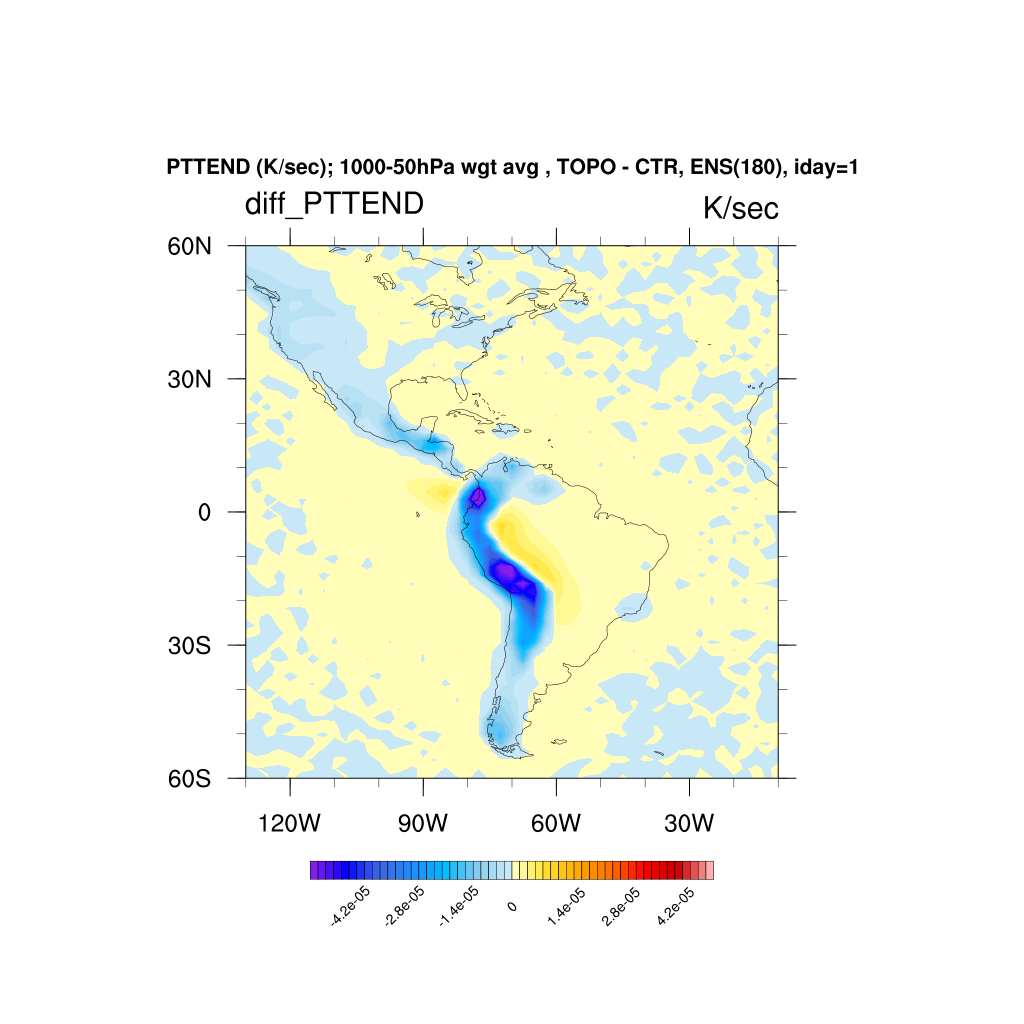 PTTEND (K/sec); 1000-50hPa wgt avg , TOPO - CTR, ENS(180), iday=1
diff_PTTEND K/sec
60N
30N
0
30S
60S
120W 90W 60W 30W
-4.2e-05 -2.8e-05 -1.4e-05 0 1.4e-05 2.8e-05 4.2e-05